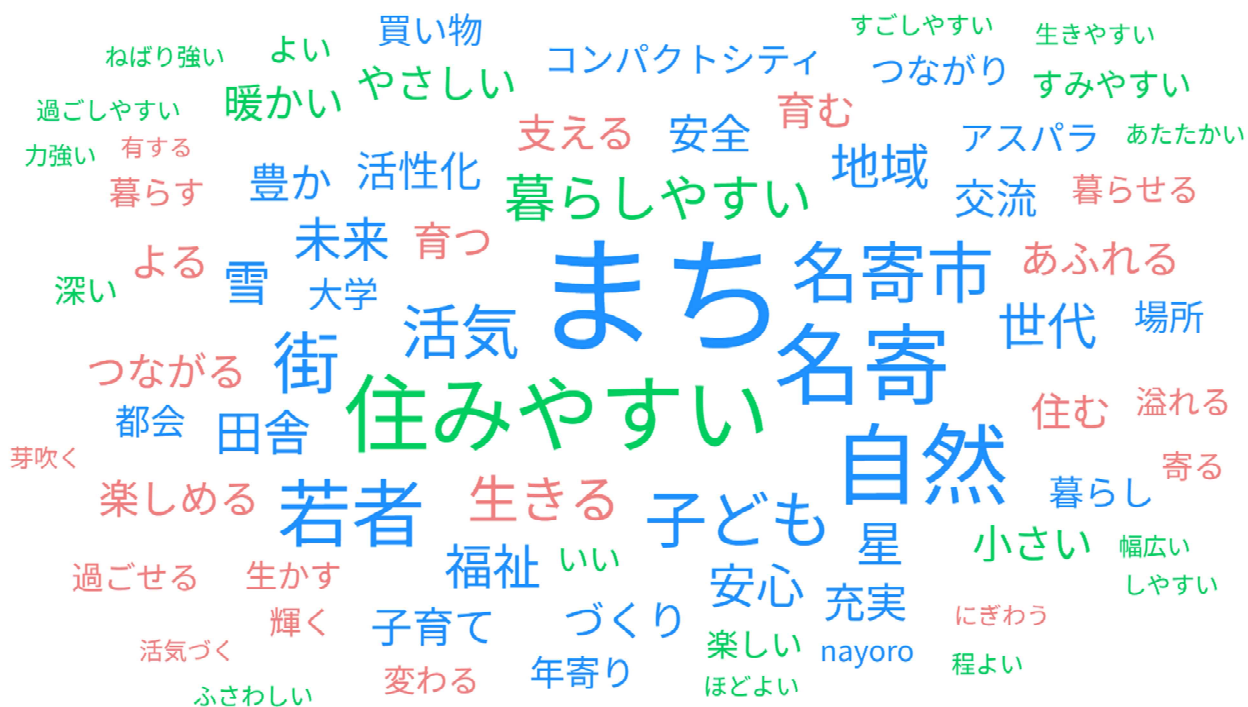 買い物
すごしやすい
生きやすい
よい
ねばり強い
コンパクトシティ
つながり
やさしい
すみやすい
暖かい
過ごしやすい
育む
支える
安全
アスパラ
あたたかい
力強い
有する
地域
活性化
豊か
暮らす
暮らしやすい
交流
暮らせる
未来
育つ
よる
あふれる
雪
名寄市
深い
大学
まち
場所
世代
活気
街
名寄
つながる
溢れる
住む
住みやすい
都会
田舎
芽吹く
寄る
自然
楽しめる
生きる
暮らし
若者
子ども
星
小さい
幅広い
いい
福祉
過ごせる
生かす
しやすい
安心
充実
にぎわう
輝く
子育て
づくり
楽しい
nayoro
活気づく
程よい
年寄り
変わる
ほどよい
ふさわしい